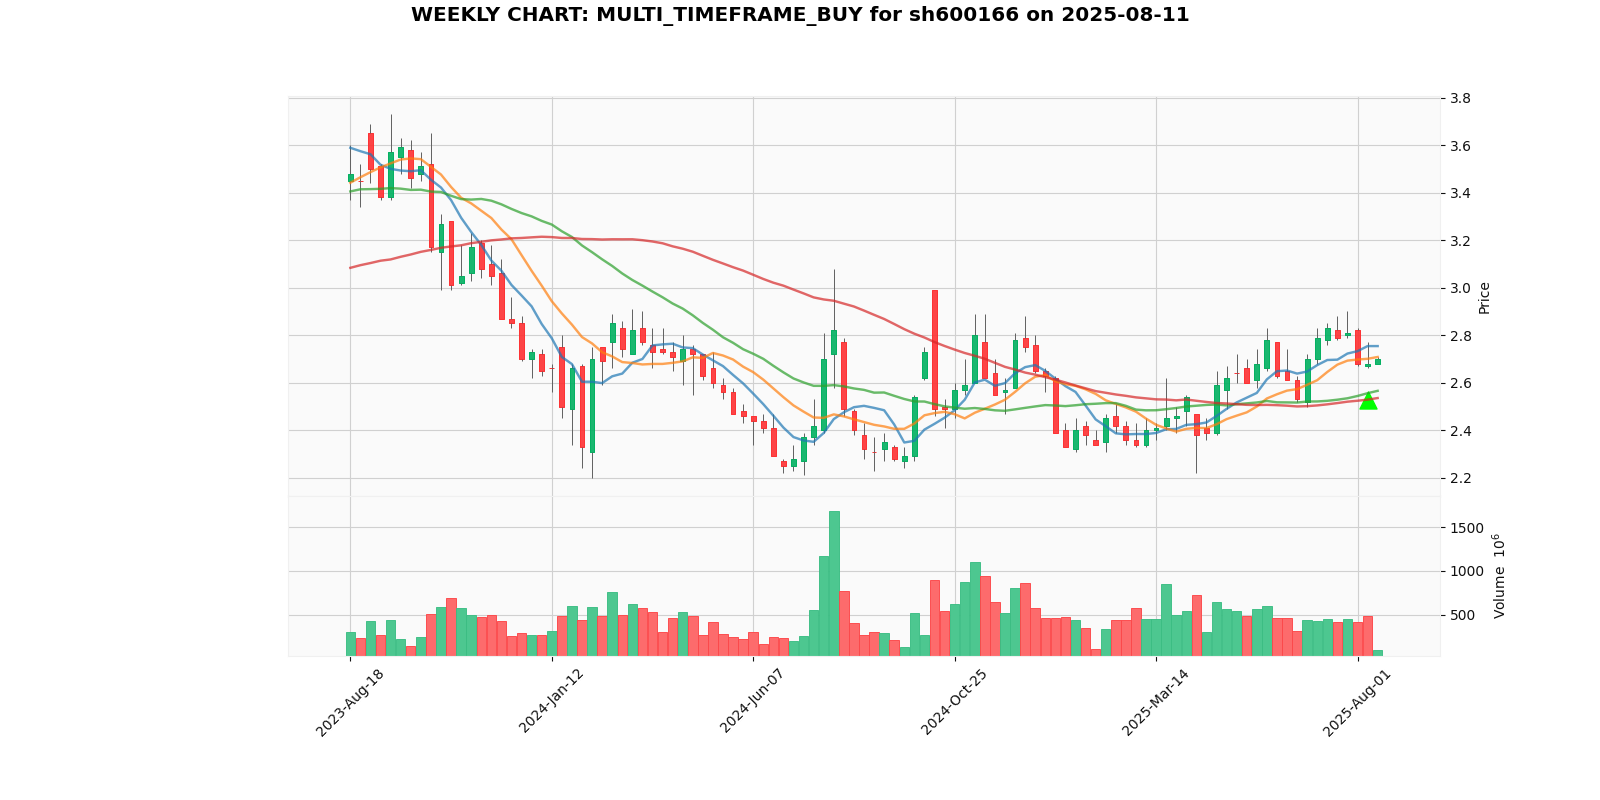 WEEKLY CHART: MULTI_TIMEFRAME_BUY for sh600166 on 2025-08-11
3.8
3.6
3.4
3.2
3.0
2.8
2.6
2.4
2.2
Price
1500
1000
500
Volume 10⁶
2023-Aug-18
2024-Jan-12
2024-Jun-07
2024-Oct-25
2025-Mar-14
2025-Aug-01